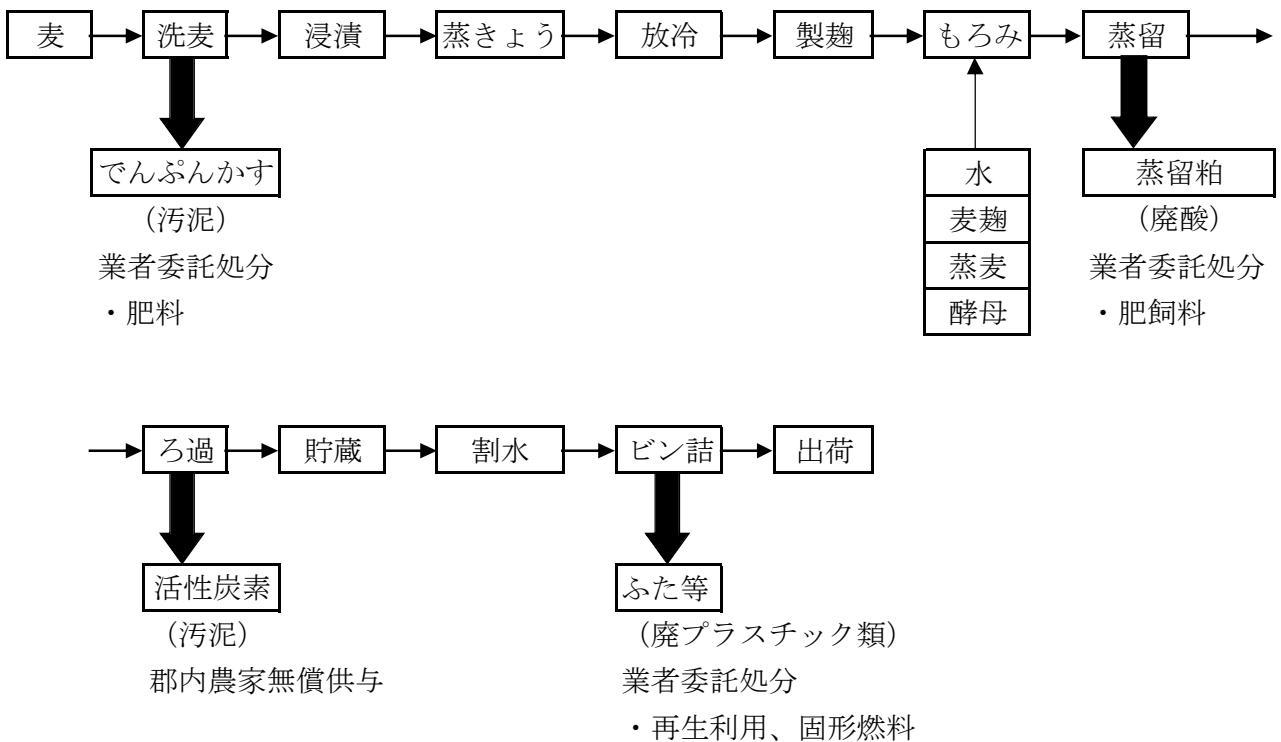 麦 洗麦 浸漬 蒸きょう 放冷 製麹 もろみ 蒸留
でんぷんかす 水 蒸留粕
（汚泥） 麦麹 （廃酸）
業者委託処分 蒸麦 業者委託処分
・肥料 酵母 ・肥飼料
ろ過 貯蔵 割水 ビン詰 出荷
活性炭素 ふた等
（汚泥） （廃プラスチック類）
郡内農家無償供与 業者委託処分
・再生利用、固形燃料